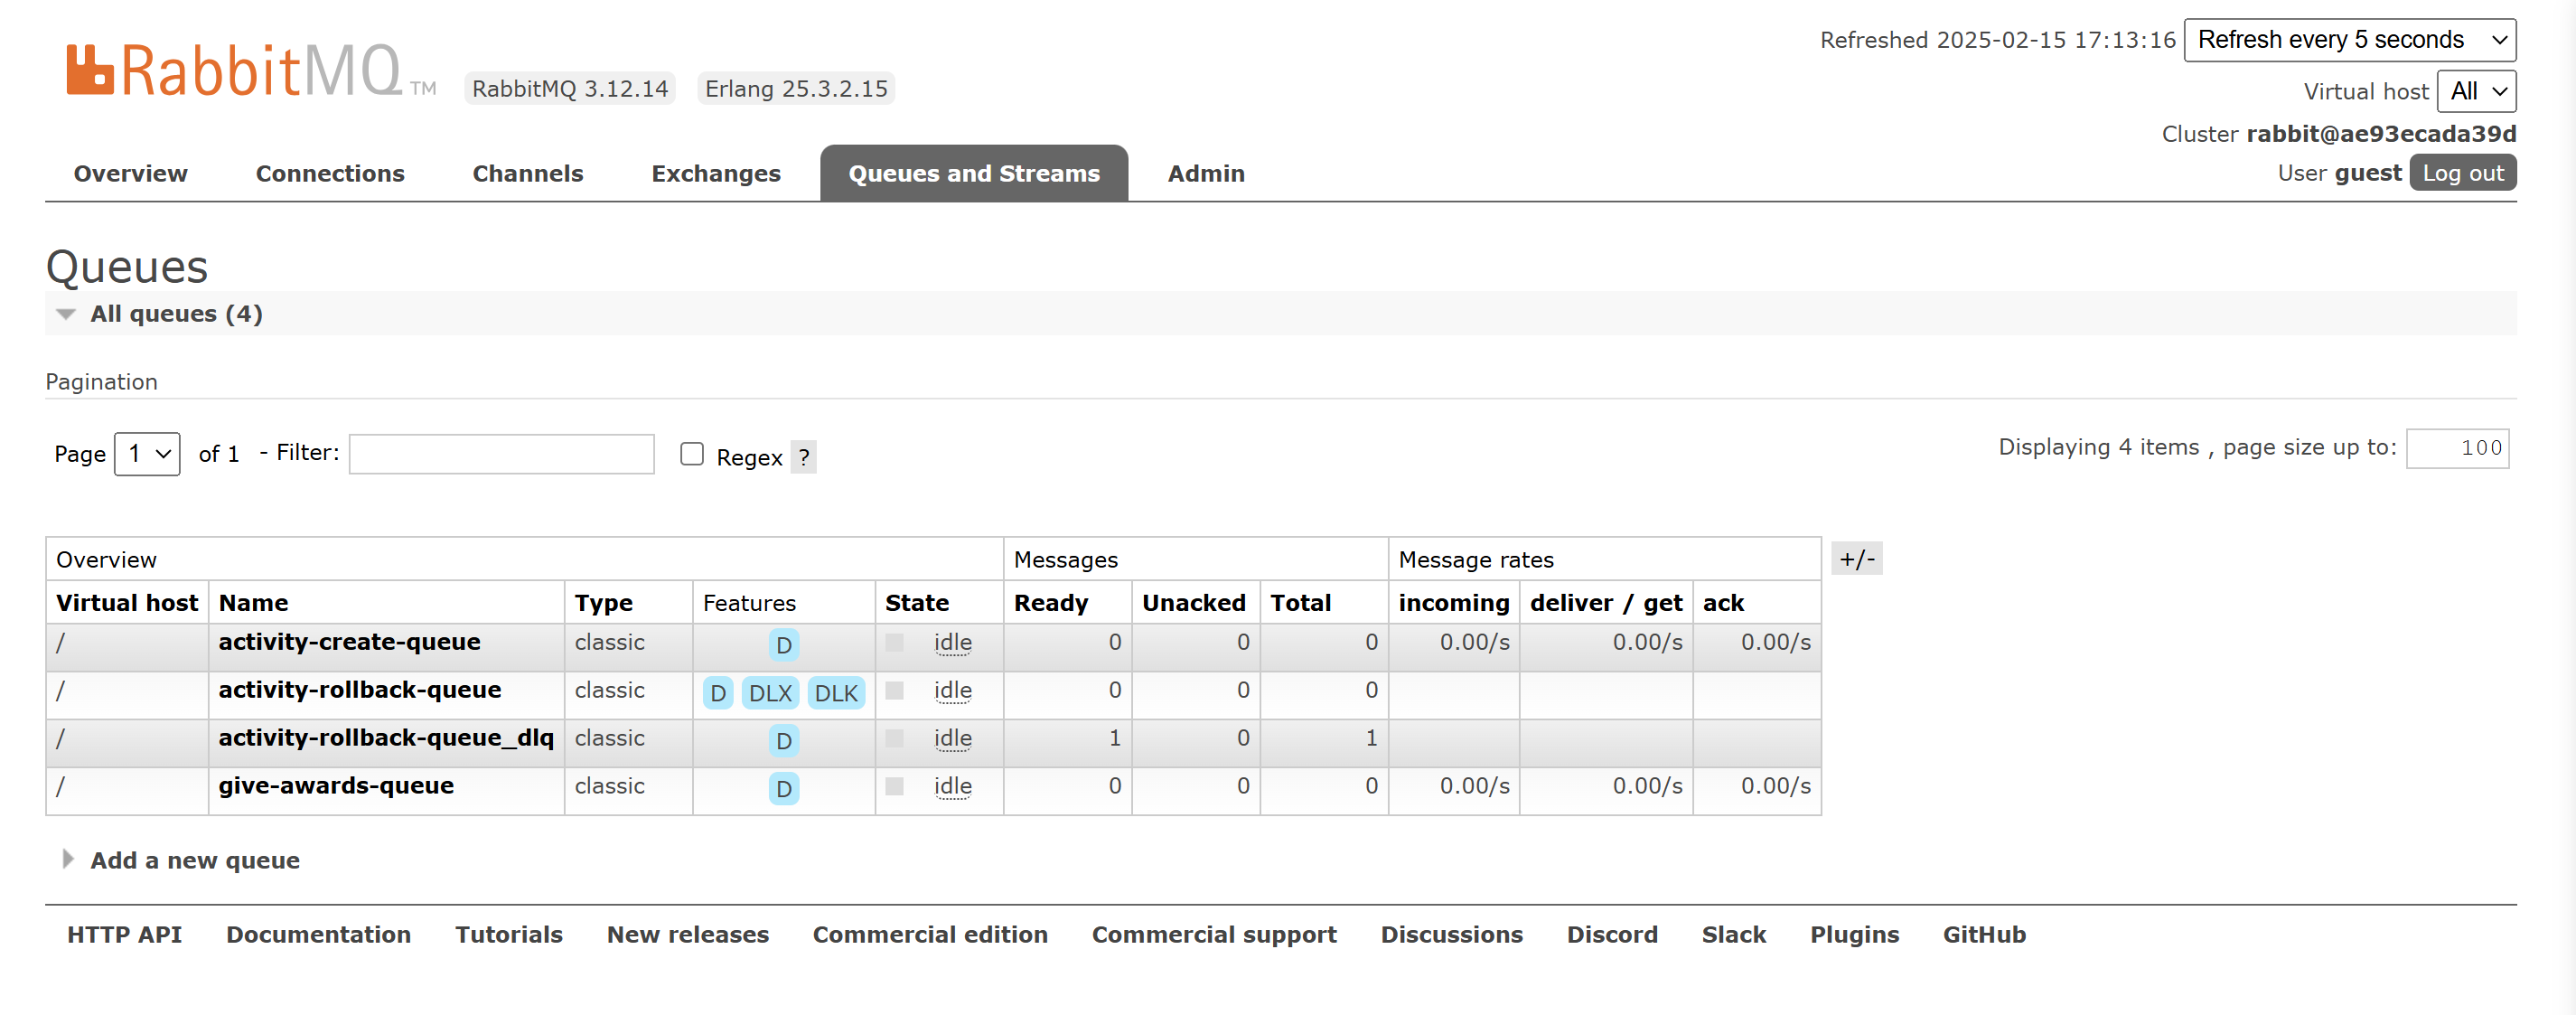 RabbitMQ TM RabbitMQ 3.12.14 Erlang 25.3.2.15
Refreshed 2025-02-15 17:13:16 Refresh every 5 seconds
Virtual host All
Cluster rabbit@ae93ecada39d
User guest Log out
Overview Connections Channels Exchanges Queues and Streams Admin
Queues
All queues (4)
Pagination
Page 1 of 1 - Filter: Regex ? Displaying 4 items , page size up to: 100
Overview Messages Message rates +/-
Virtual host Name Type Features State Ready Unacked Total incoming deliver / get ack
/ activity-create-queue classic D idle 0 0 0 0.00/s 0.00/s 0.00/s
/ activity-rollback-queue classic D DLX DLK idle 0 0 0
/ activity-rollback-queue_dlq classic D idle 1 0 1
/ give-awards-queue classic D idle 0 0 0 0.00/s 0.00/s 0.00/s
Add a new queue
HTTP API Documentation Tutorials New releases Commercial edition Commercial support Discussions Discord Slack Plugins GitHub